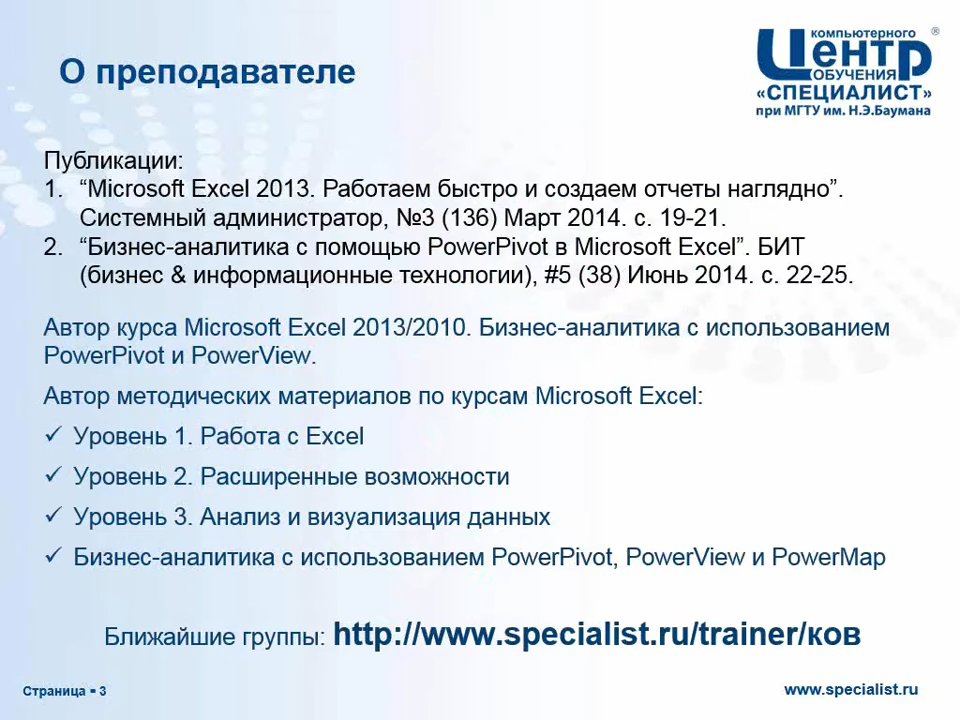 О преподавателе
компьютерного
Центр
ОБУЧЕНИЯ
«СПЕЦИАЛИСТ»
при МГТУ им. Н.Э.Баумана
®
Публикации:
1. “Microsoft Excel 2013. Работаем быстро и создаем отчеты наглядно”.
Системный администратор, №3 (136) Март 2014. с. 19-21.
2. “Бизнес-аналитика с помощью PowerPivot в Microsoft Excel”. БИТ
(бизнес & информационные технологии), #5 (38) Июнь 2014. с. 22-25.
Автор курса Microsoft Excel 2013/2010. Бизнес-аналитика с использованием
PowerPivot и PowerView.
Автор методических материалов по курсам Microsoft Excel:
✓ Уровень 1. Работа с Excel
✓ Уровень 2. Расширенные возможности
✓ Уровень 3. Анализ и визуализация данных
✓ Бизнес-аналитика с использованием PowerPivot, PowerView и PowerMap
Ближайшие группы: http://www.specialist.ru/trainer/ков
Страница ▪ 3
www.specialist.ru